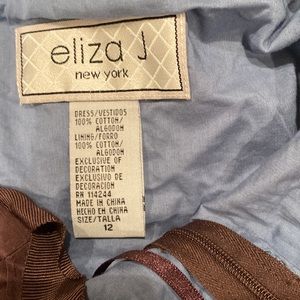 eliza J
new york
DRESS/VESTIDOS
100% COTTON/
ALGODON
LINING/FORRO
100% COTTON/
ALGODON
EXCLUSIVE OF
DECORATION
EXCLUSIVO DE
DECORACION
RN 114244
MADE IN CHINA
HECHO EN CHINA
SIZE/TALLA
12